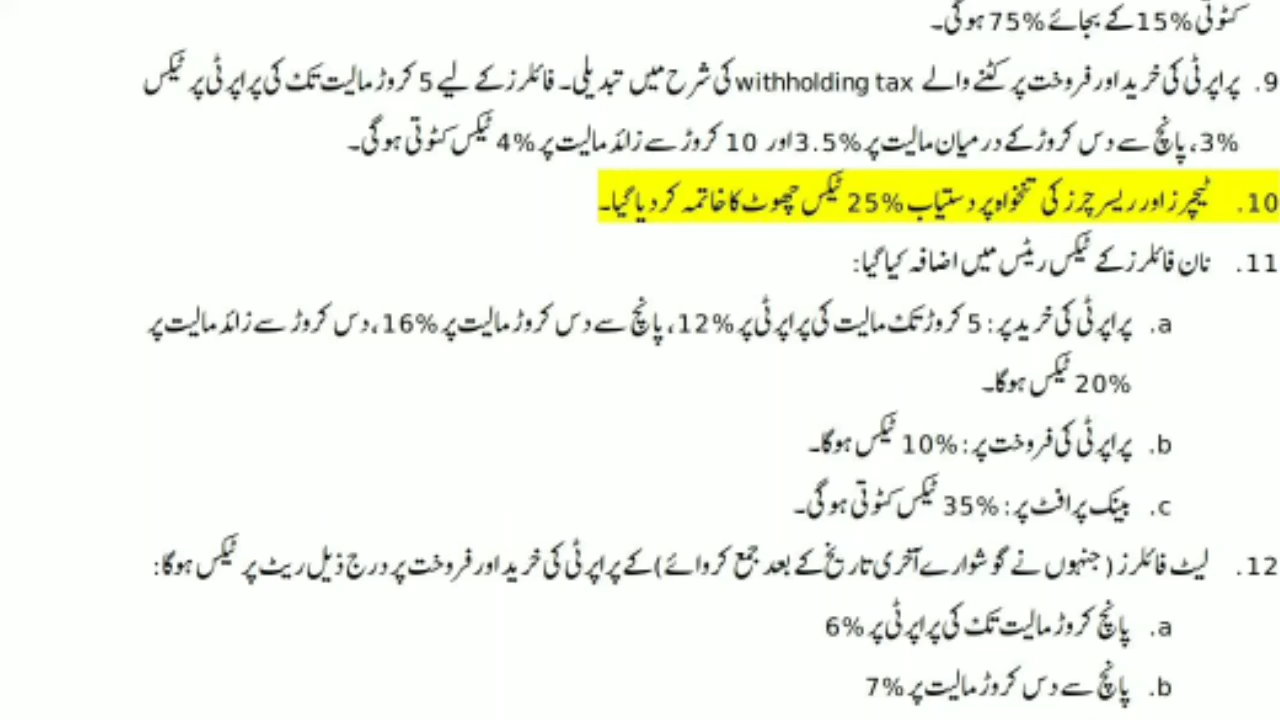 کٹوتی 15% کے بجائے 75% ہوگی۔
9. پراپرٹی کی خرید اور فروخت پر کٹنے والے withholding tax کی شرح میں تبدیلی۔ فائلرز کے لیے 5 کروڑ مالیت تک کی پراپرٹی پر ٹیکس
3%، پانچ سے دس کروڑ کے درمیان مالیت پر 3.5% اور 10 کروڑ سے زائد مالیت پر 4% ٹیکس کٹوتی ہوگی۔
10. ٹیچرز اور ریسرچرز کی تنخواہ پر دستیاب 25% ٹیکس چھوٹ کا خاتمہ کر دیا گیا۔
11. نان فائلرز کے ٹیکس ریٹس میں اضافہ کیا گیا:
a. پراپرٹی کی خرید پر: 5 کروڑ تک مالیت کی پراپرٹی پر 12%، پانچ سے دس کروڑ مالیت پر 16%، دس کروڑ سے زائد مالیت پر
20% ٹیکس ہوگا۔
b. پراپرٹی کی فروخت پر: 10% ٹیکس ہوگا۔
c. بینک پرافٹ پر: 35% ٹیکس کٹوتی ہوگی۔
12. لیٹ فائلرز (جنہوں نے گوشوارے آخری تاریخ کے بعد جمع کروائے) کے پراپرٹی کی خرید اور فروخت پر درج ذیل ریٹ پر ٹیکس ہوگا:
a. پانچ کروڑ مالیت تک کی پراپرٹی پر 6%
b. پانچ سے دس کروڑ مالیت پر 7%